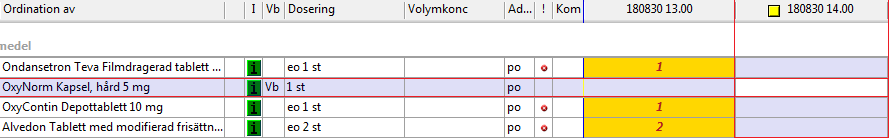 Ordination av I Vb Dosering Volymkonc Ad... ! Kom 180830 13.00 180830 14.00
medel
Ondansetron Teva Filmdragerad tablett ... i eo 1 st po 1
OxyNorm Kapsel, hård 5 mg i Vb 1 st po
OxyContin Depottablett 10 mg i eo 1 st po 1
Alvedon Tablett med modifierad frisättn... i eo 2 st po 2